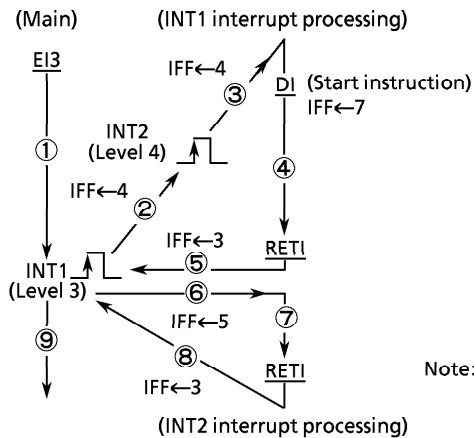 (Main)
(INT1 interrupt processing)
EI3
IFF←4
③
DI (Start instruction)
IFF←7
INT2
(Level 4)
①
④
IFF←4
②
IFF←3
RETI
INT1
⑤
(Level 3)
⑥
IFF←5
⑦
⑨
⑧
RETI
Note:
IFF←3
(INT2 interrupt processing)